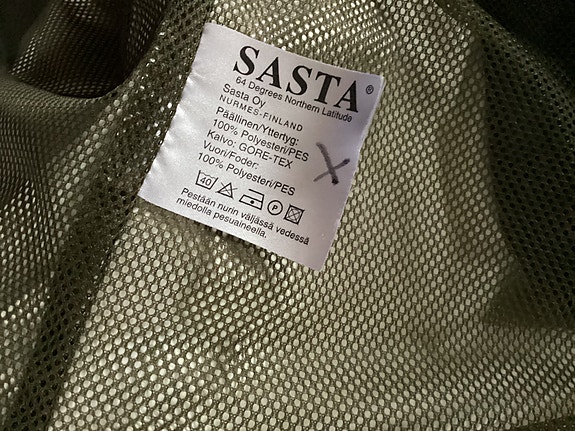 SASTA®
64 Degrees Northern Latitude
Sasta Oy
NURMES-FINLAND
Päällinen/Yttertyg:
100% Polyesteri/PES
Kalvo: GORE-TEX
Vuori/Foder:
100% Polyesteri/PES
X
40 P
Pestään nurin väljässä vedessä
miedolla pesuaineella.